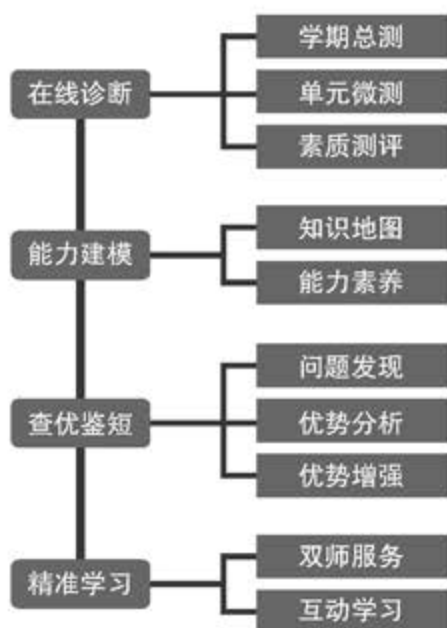 在线诊断
学期总测
单元微测
素质测评
能力建模
知识地图
能力素养
查优鉴短
问题发现
优势分析
优势增强
精准学习
双师服务
互动学习